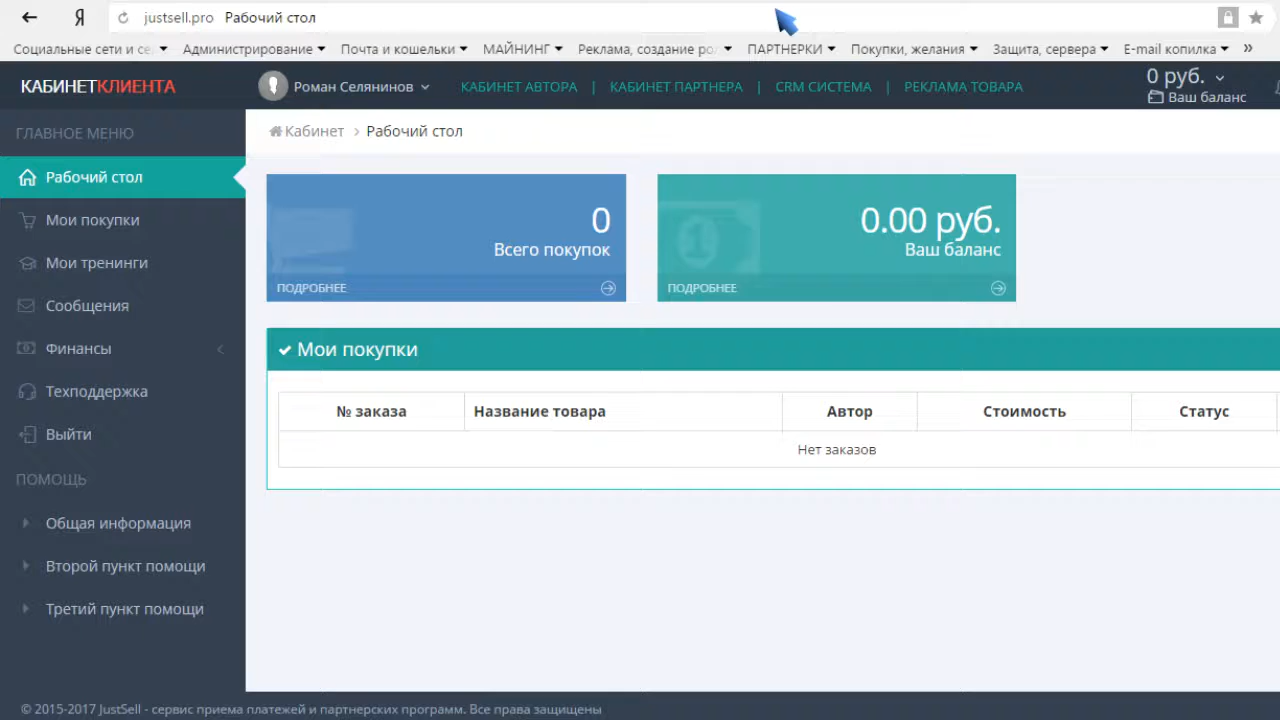 Я justsell.pro Рабочий стол
Социальные сети и се Администрирование Почта и кошельки МАЙНИНГ Реклама, создание рол ПАРТНЕРКИ Покупки, желания Защита, сервера E-mail копилка »
КАБИНЕТКЛИЕНТА
Роман Селянинов
КАБИНЕТ АВТОРА | КАБИНЕТ ПАРТНЕРА | CRM СИСТЕМА | РЕКЛАМА ТОВАРА
0 руб.
Ваш баланс
ГЛАВНОЕ МЕНЮ
Рабочий стол
Мои покупки
Мои тренинги
Сообщения
Финансы
Техподдержка
Выйти
ПОМОЩЬ
Общая информация
Второй пункт помощи
Третий пункт помощи
Кабинет > Рабочий стол
0
Всего покупок
ПОДРОБНЕЕ
0.00 руб.
Ваш баланс
ПОДРОБНЕЕ
Мои покупки
№ заказа Название товара Автор Стоимость Статус
Нет заказов
© 2015-2017 JustSell - сервис приема платежей и партнерских программ. Все права защищены